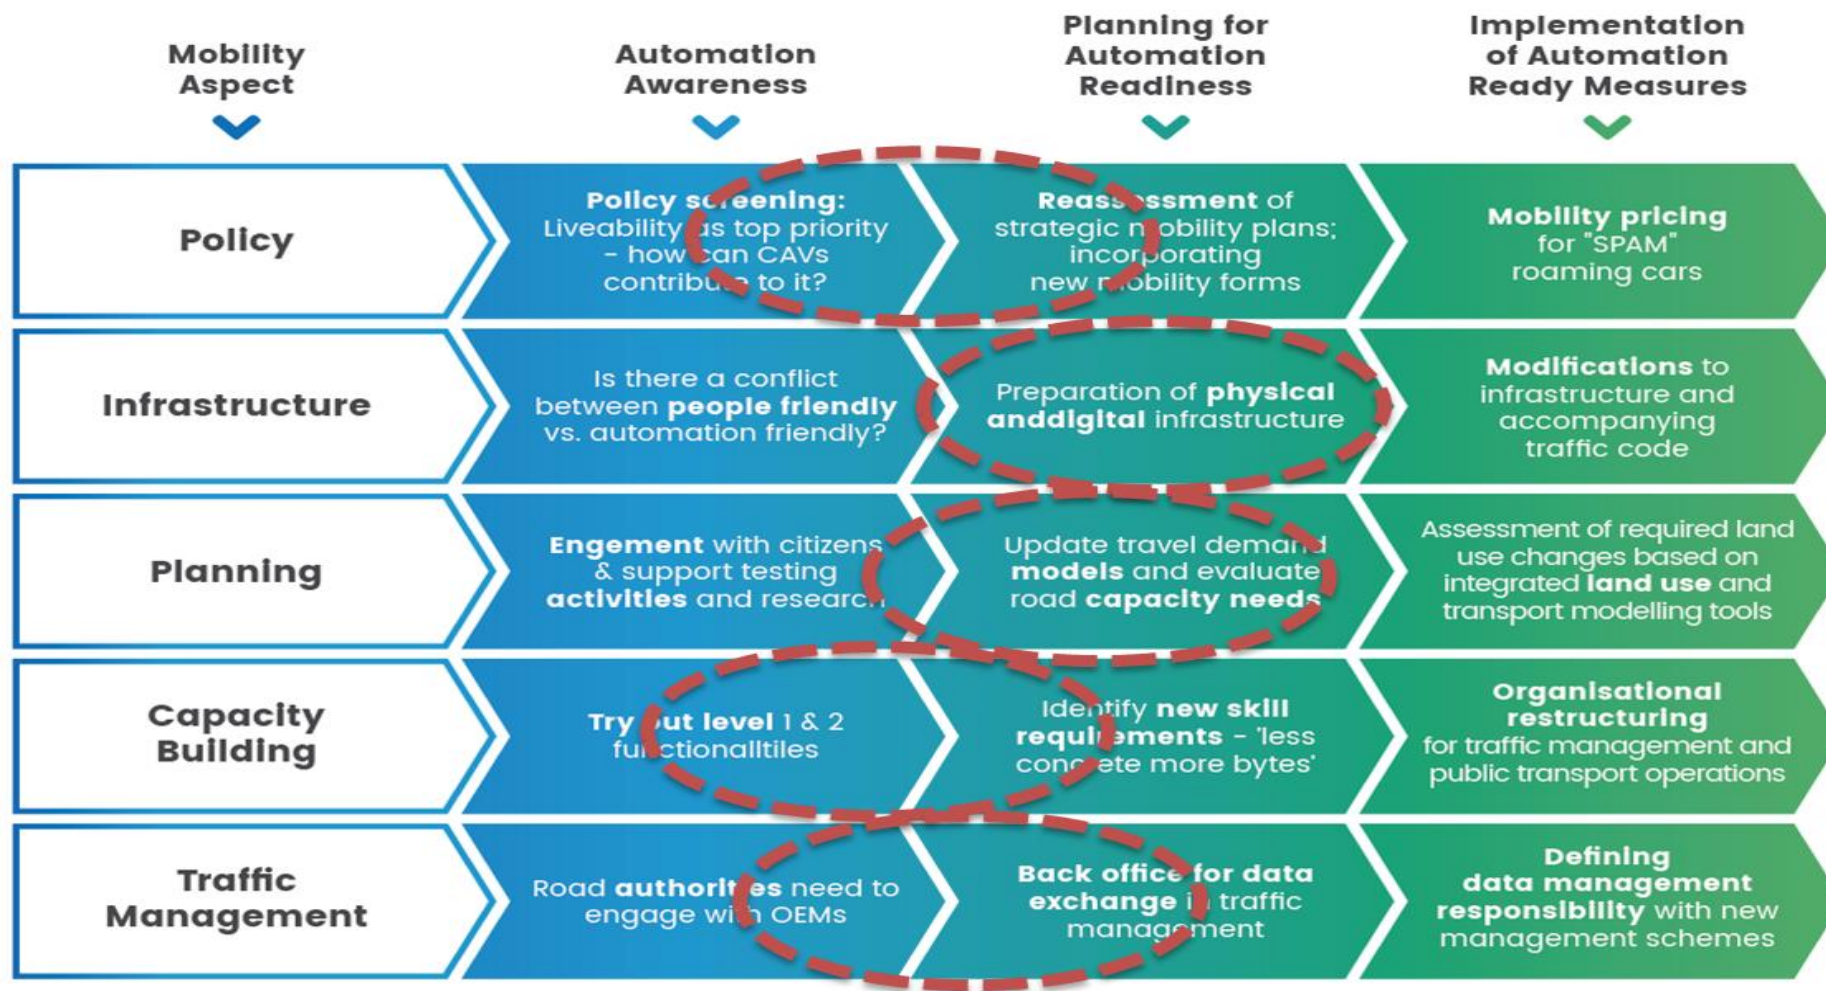 Mobility
Aspect
Automation
Awareness
Planning for
Automation
Readiness
Implementation
of Automation
Ready Measures
Policy
Policy screening:
Liveability as top priority
- how can CAVs
contribute to it?
Reassessment of
strategic mobility plans;
incorporating
new mobility forms
Mobility pricing
for "SPAM"
roaming cars
Infrastructure
Is there a conflict
between people friendly
vs. automation friendly?
Preparation of physical
anddigital infrastructure
Modifications to
infrastructure and
accompanying
traffic code
Planning
Engement with citizens
& support testing
activities and research
Update travel demand
models and evaluate
road capacity needs
Assessment of required land
use changes based on
integrated land use and
transport modelling tools
Capacity
Building
Try out level 1 & 2
functionalltiles
Identify new skill
requirements - 'less
concrete more bytes'
Organisational
restructuring
for traffic management and
public transport operations
Traffic
Management
Road authorities need to
engage with OEMs
Back office for data
exchange in traffic
management
Defining
data management
responsibility with new
management schemes